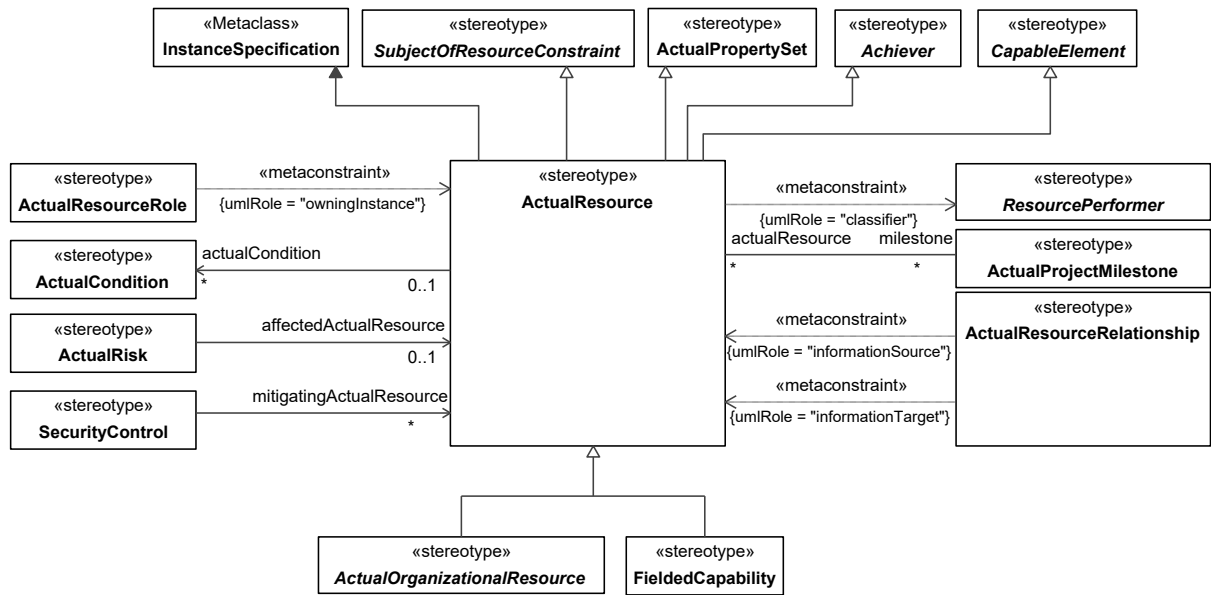 «Metaclass»
InstanceSpecification
«stereotype»
SubjectOfResourceConstraint
«stereotype»
ActualPropertySet
«stereotype»
Achiever
«stereotype»
CapableElement
«stereotype»
ActualResourceRole
«metaconstraint»
{umlRole = "owningInstance"}
«stereotype»
ActualResource
«metaconstraint»
{umlRole = "classifier"}
«stereotype»
ResourcePerformer
«stereotype»
ActualCondition
actualCondition
*
0..1
actualResource
milestone
*
*
«stereotype»
ActualProjectMilestone
«stereotype»
ActualRisk
affectedActualResource
0..1
«metaconstraint»
{umlRole = "informationSource"}
«stereotype»
ActualResourceRelationship
«stereotype»
SecurityControl
mitigatingActualResource
*
«metaconstraint»
{umlRole = "informationTarget"}
«stereotype»
ActualOrganizationalResource
«stereotype»
FieldedCapability